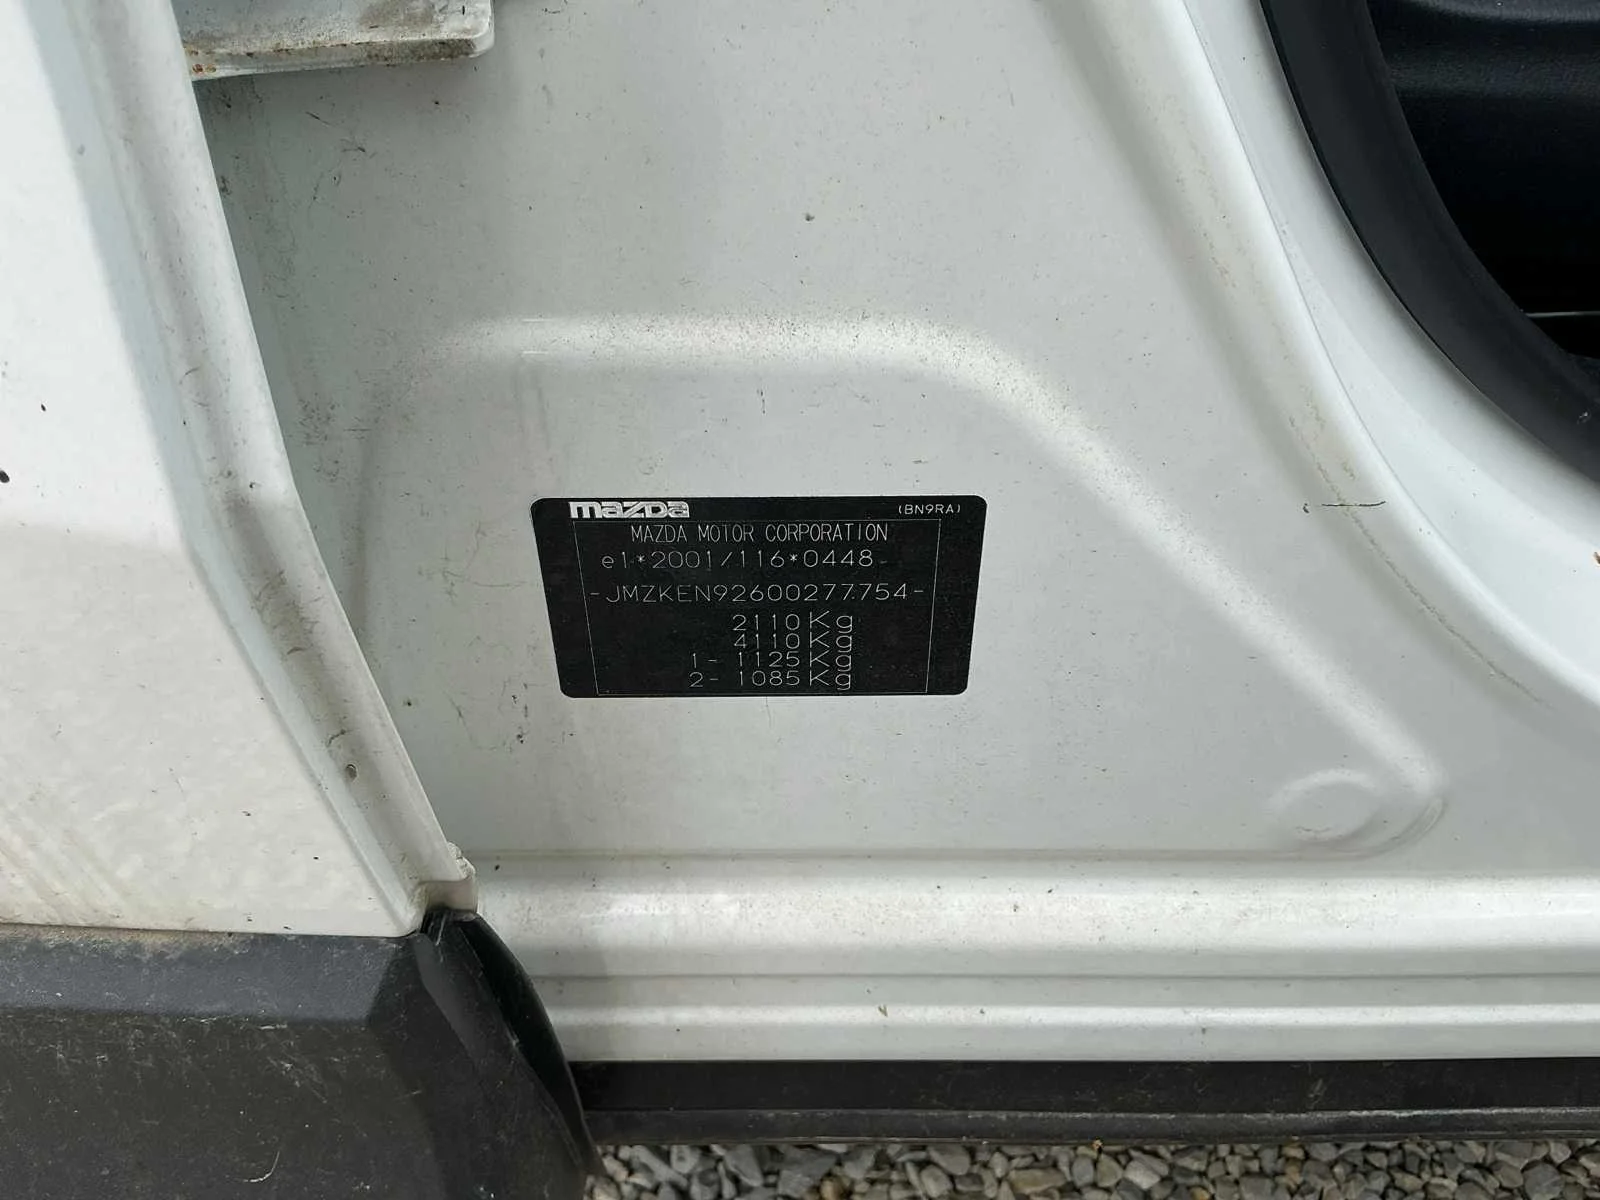 mazda (BN9RA)
MAZDA MOTOR CORPORATION
e1*2001/116*0448-
-JMZKEN92600277754-
2110Kg
4110Kg
1- 1125Kg
2- 1085Kg